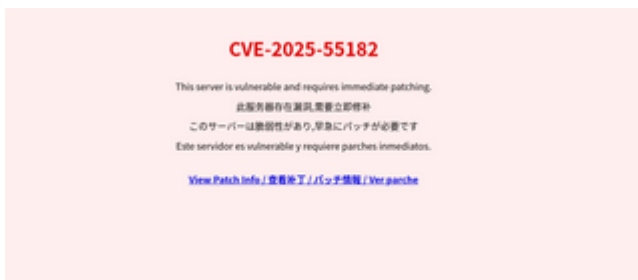 CVE-2025-55182
This server is vulnerable and requires immediate patching.
此服务器存在漏洞,需要立即修补
このサーバーは脆弱性があり,早急にパッチが必要です
Este servidor es vulnerable y requiere parches inmediatos.
View Patch Info / 查看补丁 / パッチ情報 / Ver parche